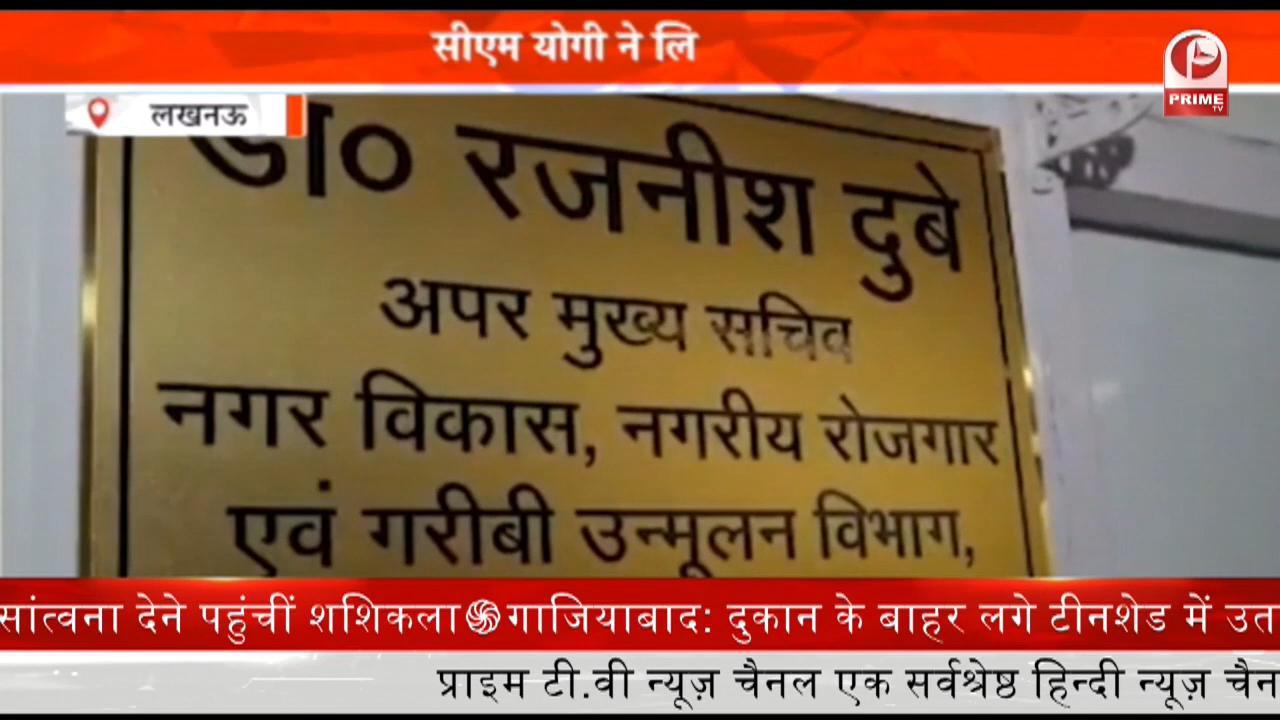 सीएम योगी ने लि
PRIME
TV
लखनऊ
डा० रजनीश दुबे
अपर मुख्य सचिव
नगर विकास, नगरीय रोजगार
एवं गरीबी उन्मूलन विभाग,
सांत्वना देने पहुंचीं शशिकला֍गाजियाबाद: दुकान के बाहर लगे टीनशेड में उत
प्राइम टी.वी न्यूज़ चैनल एक सर्वश्रेष्ठ हिन्दी न्यूज़ चैन